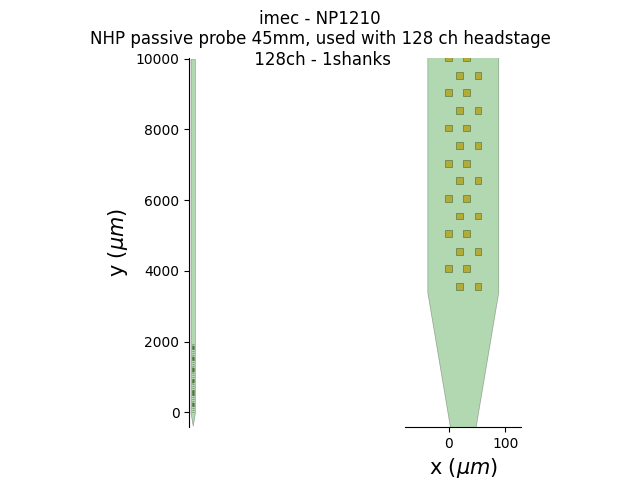 imec - NP1210
NHP passive probe 45mm, used with 128 ch headstage
128ch - 1shanks
10000
8000
6000
4000
2000
0
y (μm)
0 100
x (μm)